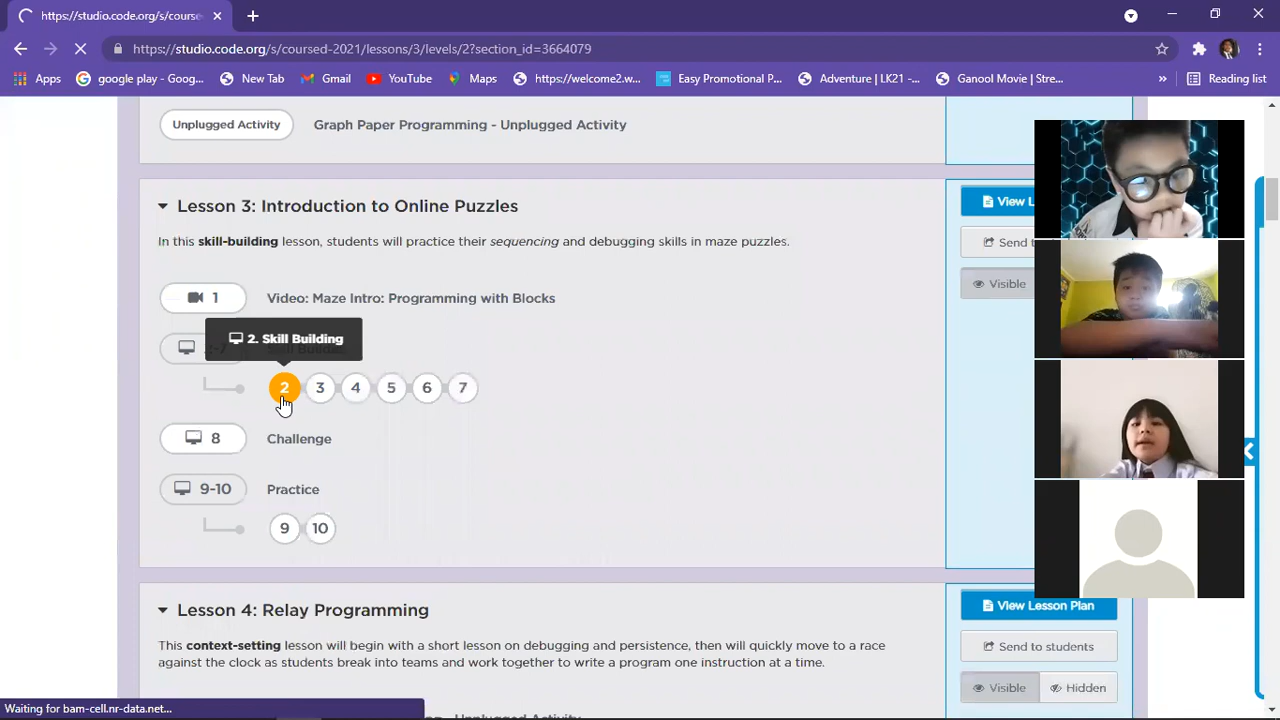 https://studio.code.org/s/course
https://studio.code.org/s/coursed-2021/lessons/3/levels/2?section_id=3664079
Apps
google play - Goog...
New Tab
Gmail
YouTube
Maps
https://welcome2.w...
Easy Promotional P...
Adventure | LK21 -...
Ganool Movie | Stre...
»
Reading list
Unplugged Activity
Graph Paper Programming - Unplugged Activity
Lesson 3: Introduction to Online Puzzles
View L
In this skill-building lesson, students will practice their sequencing and debugging skills in maze puzzles.
Send t
Visible
1
Video: Maze Intro: Programming with Blocks
2. Skill Building
2 3 4 5 6 7
8
Challenge
9-10
Practice
9 10
Lesson 4: Relay Programming
View Lesson Plan
This context-setting lesson will begin with a short lesson on debugging and persistence, then will quickly move to a race
against the clock as students break into teams and work together to write a program one instruction at a time.
Send to students
Visible
Hidden
Waiting for bam-cell.nr-data.net...
Unplugged Activity